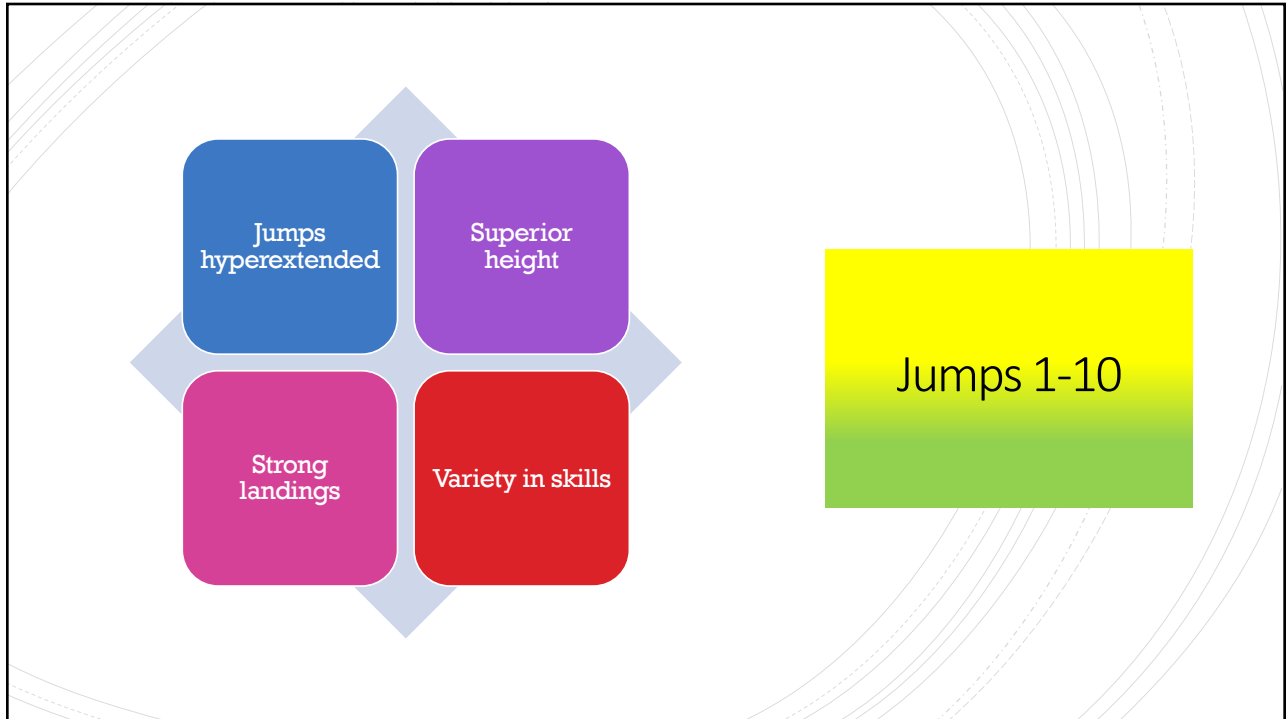 Jumps
hyperextended
Superior
height
Strong
landings
Variety in skills
Jumps 1-10